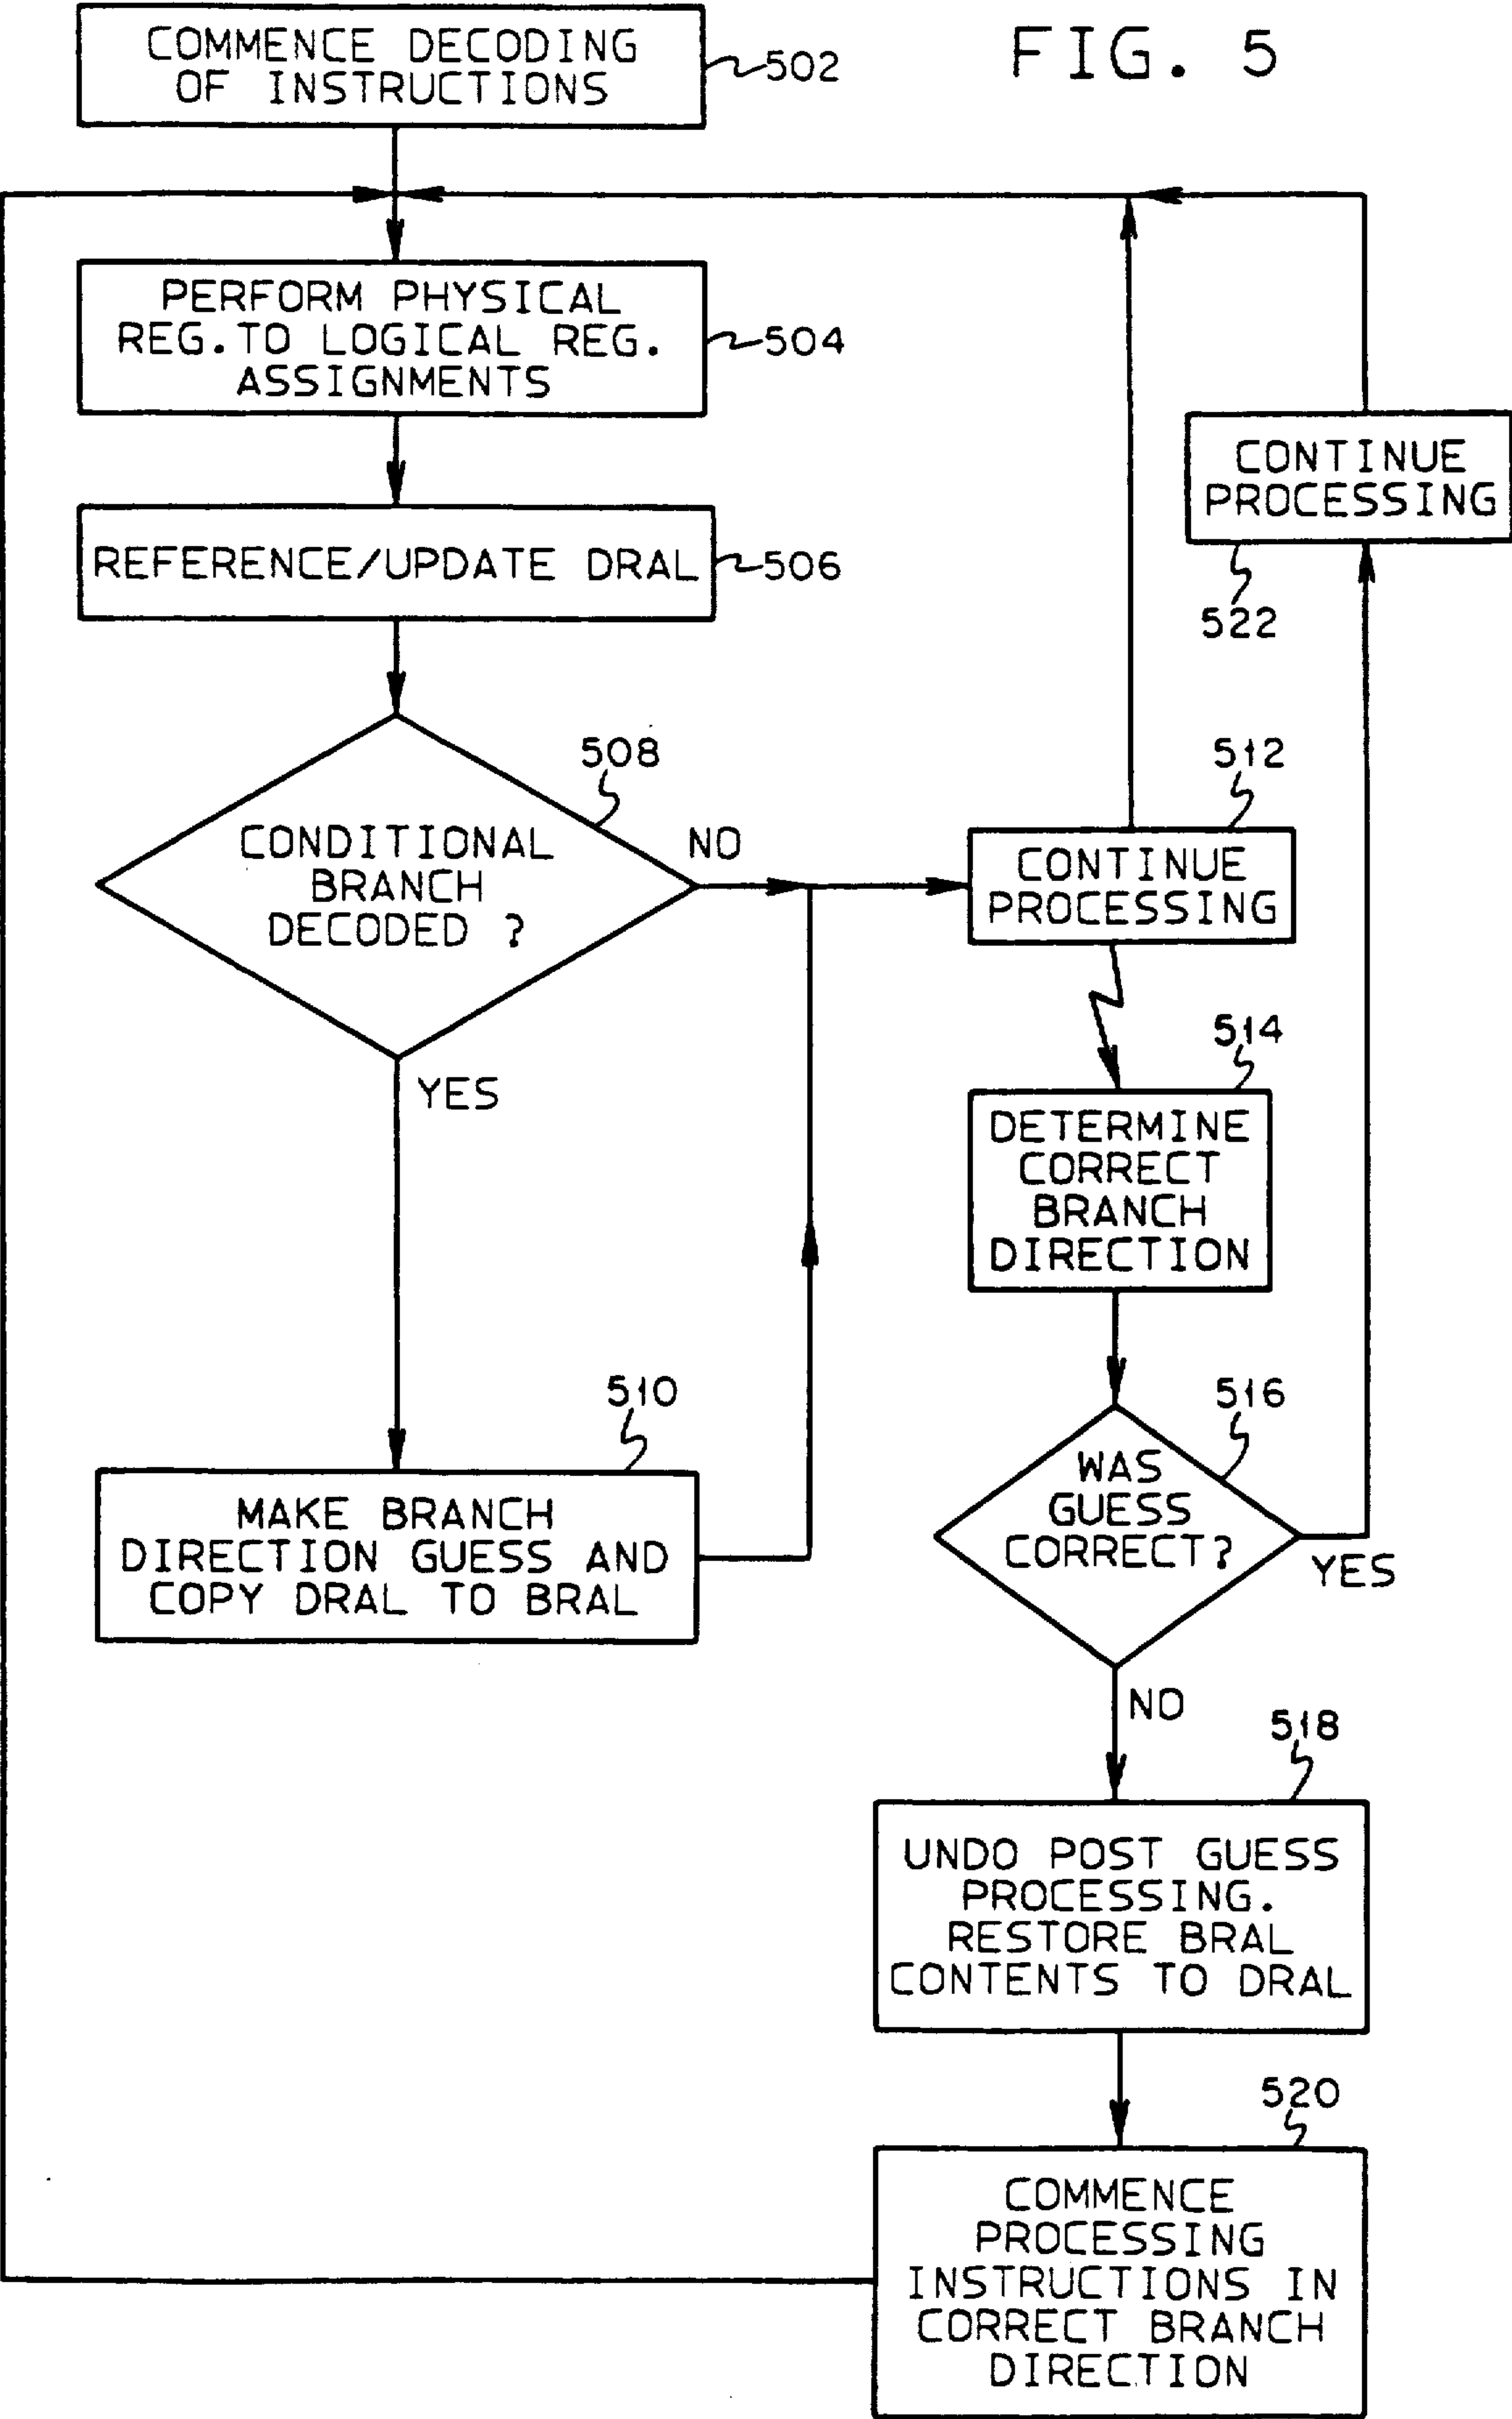 FIG. 5
COMMENCE DECODING
OF INSTRUCTIONS
502
PERFORM PHYSICAL
REG.TO LOGICAL REG.
ASSIGNMENTS
504
REFERENCE/UPDATE DRAL
506
CONDITIONAL
BRANCH
DECODED ?
508
NO
YES
MAKE BRANCH
DIRECTION GUESS AND
COPY DRAL TO BRAL
510
CONTINUE
PROCESSING
512
DETERMINE
CORRECT
BRANCH
DIRECTION
514
WAS
GUESS
CORRECT?
516
YES
NO
CONTINUE
PROCESSING
522
UNDO POST GUESS
PROCESSING.
RESTORE BRAL
CONTENTS TO DRAL
518
COMMENCE
PROCESSING
INSTRUCTIONS IN
CORRECT BRANCH
DIRECTION
520